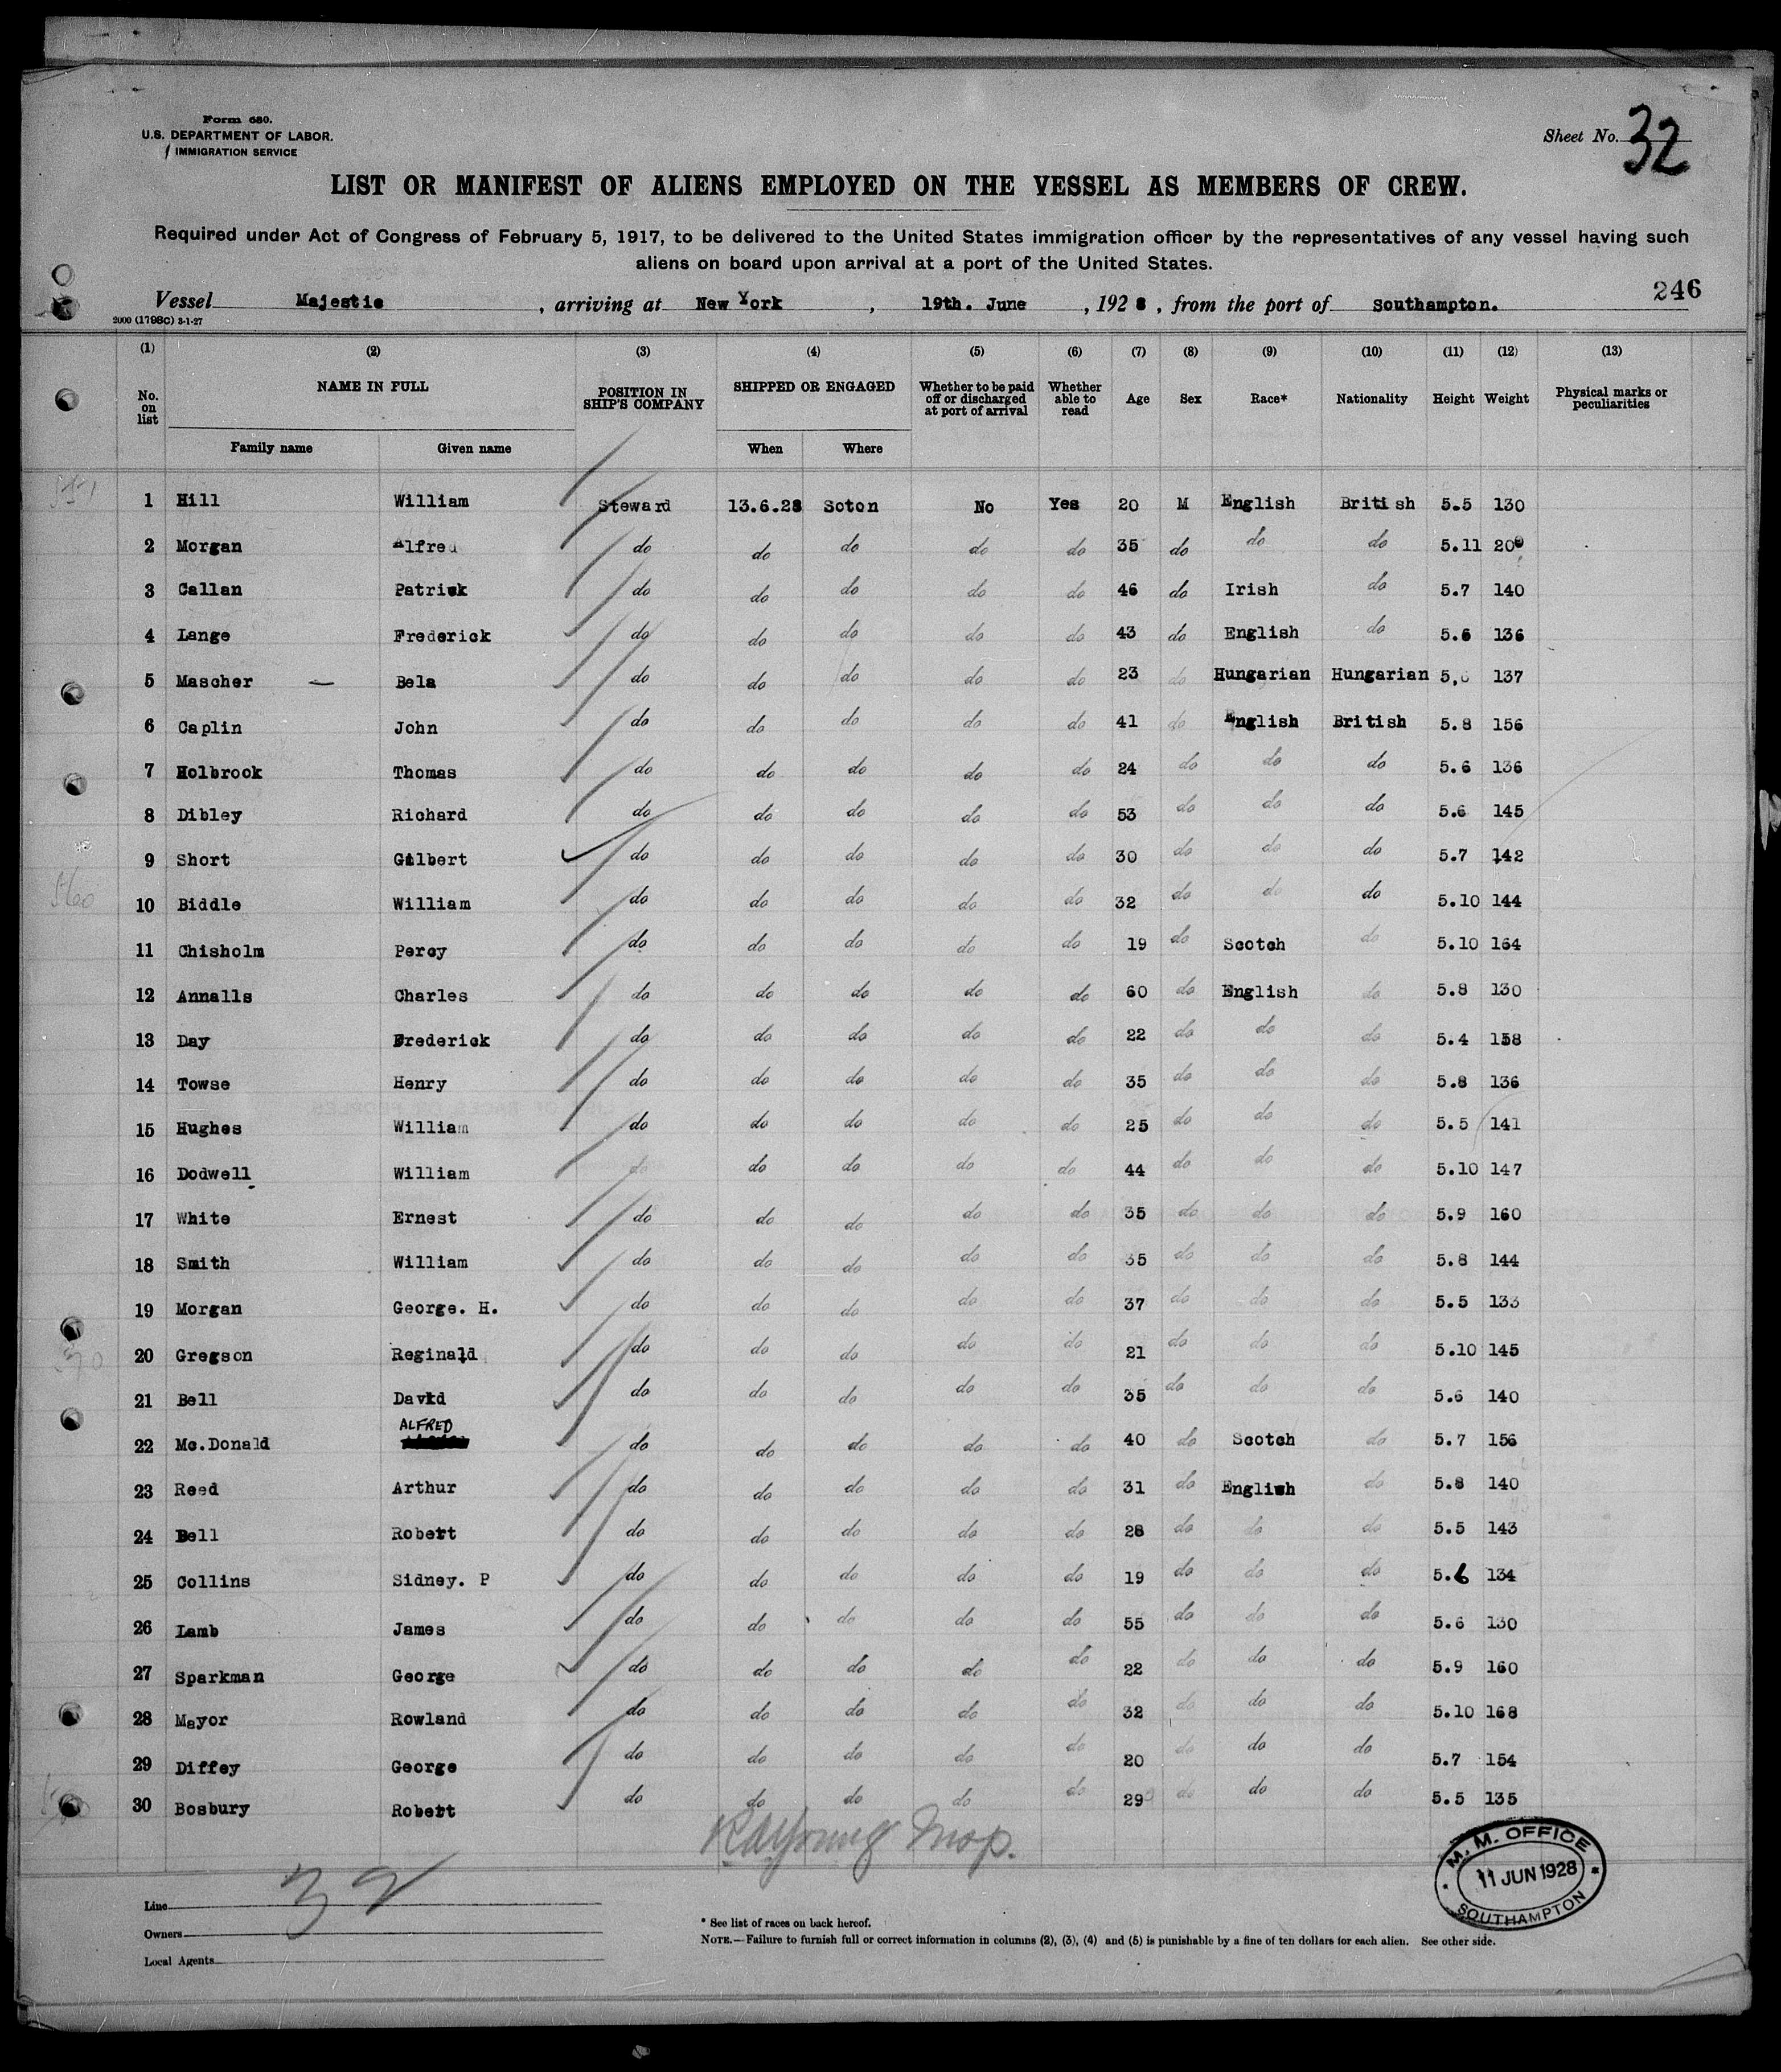 Form 680.
U.S. DEPARTMENT OF LABOR.
IMMIGRATION SERVICE
Sheet No. 32
LIST OR MANIFEST OF ALIENS EMPLOYED ON THE VESSEL AS MEMBERS OF CREW.
Required under Act of Congress of February 5, 1917, to be delivered to the United States immigration officer by the representatives of any vessel having such
aliens on board upon arrival at a port of the United States.
246
Vessel Majestic, arriving at New York, 19th. June, 1928, from the port of Southampton.
2000 (1798C) 3-1-27
(1) (2) (3) (4) (5) (6) (7) (8) (9) (10) (11) (12) (13)
No. on list NAME IN FULL POSITION IN SHIP'S COMPANY SHIPPED OR ENGAGED Whether to be paid off or discharged at port of arrival Whether able to read Age Sex Race* Nationality Height Weight Physical marks or peculiarities
Family name Given name When Where
1 Hill William Steward 13.6.28 Soton No Yes 20 M English British 5.5 130
2 Morgan Alfred do do do do do 35 do do do 5.11 200
3 Callan Patrick do do do do do 46 do Irish do 5.7 140
4 Lange Frederick do do do do do 43 do English do 5.6 136
5 Mascher — Bela do do do do do 23 do Hungarian Hungarian 5, 137
6 Caplin John do do do do do 41 do English British 5.8 156
7 Holbrook Thomas do do do do do 24 do do do 5.6 136
8 Dibley Richard do do do do do 53 do do do 5.6 145
9 Short Gilbert do do do do do 30 do do do 5.7 142
10 Biddle William do do do do do 32 do do do 5.10 144
11 Chisholm Percy do do do do do 19 do Scotch do 5.10 164
12 Annalls Charles do do do do do 60 do English do 5.8 130
13 Day Frederick do do do do do 22 do do do 5.4 158
14 Towse Henry do do do do do 35 do do do 5.8 136
15 Hughes William do do do do do 25 do do do 5.5 141
16 Dodwell William do do do do do 44 do do do 5.10 147
17 White Ernest do do do do do 35 do do do 5.9 160
18 Smith William do do do do do 35 do do do 5.8 144
19 Morgan George. H. do do do do do 37 do do do 5.5 133
20 Gregson Reginald do do do do do 21 do do do 5.10 145
21 Bell David do do do do do 35 do do do 5.6 140
22 Mc.Donald ALFRED do do do do do 40 do Scotch do 5.7 156
23 Reed Arthur do do do do do 31 do English do 5.8 140
24 Bell Robert do do do do do 28 do do do 5.5 143
25 Collins Sidney. P do do do do do 19 do do do 5.6 134
26 Lamb James do do do do do 55 do do do 5.6 130
27 Sparkman George do do do do do 22 do do do 5.9 160
28 Mayor Rowland do do do do do 32 do do do 5.10 168
29 Diffey George do do do do do 20 do do do 5.7 154
30 Bosbury Robert do do do do do 29 do do do 5.5 135
32
M. M. OFFICE
11 JUN 1928
SOUTHAMPTON
Line
Owners
Local Agents
* See list of races on back hereof.
NOTE.—Failure to furnish full or correct information in columns (2), (3), (4) and (5) is punishable by a fine of ten dollars for each alien. See other side.